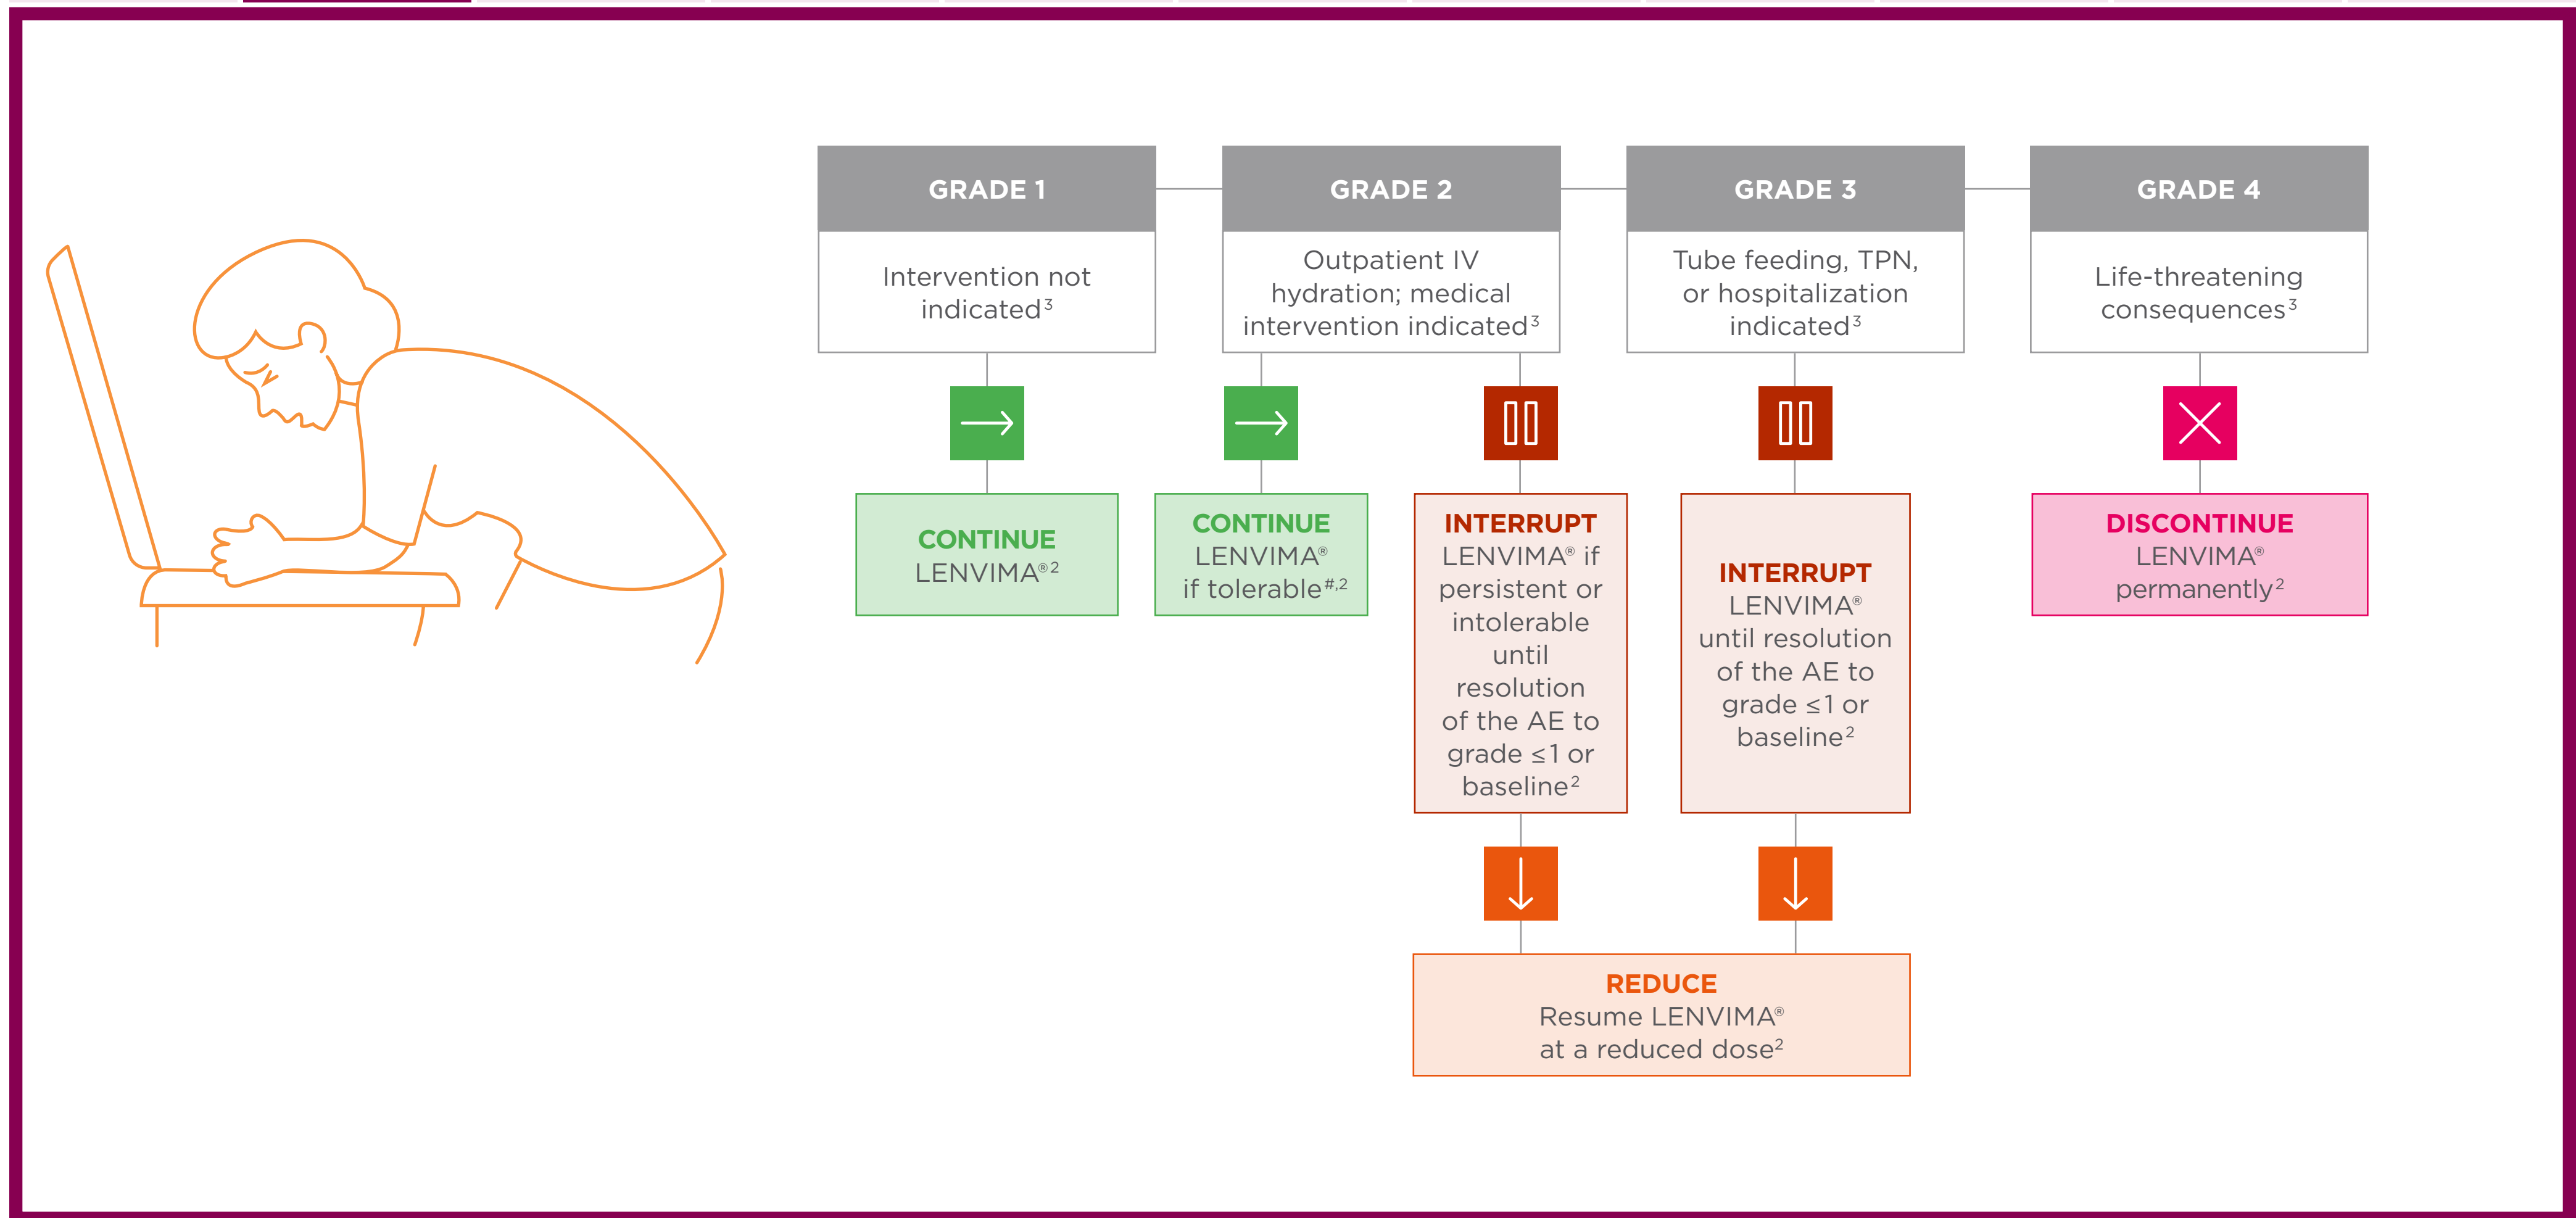 GRADE 1
Intervention not
indicated³
CONTINUE
LENVIMA®²
GRADE 2
Outpatient IV
hydration; medical
intervention indicated³
CONTINUE
LENVIMA®
if tolerable#,²
INTERRUPT
LENVIMA® if
persistent or
intolerable
until
resolution
of the AE to
grade ≤1 or
baseline²
GRADE 3
Tube feeding, TPN,
or hospitalization
indicated³
INTERRUPT
LENVIMA®
until resolution
of the AE to
grade ≤1 or
baseline²
REDUCE
Resume LENVIMA®
at a reduced dose²
GRADE 4
Life-threatening
consequences³
DISCONTINUE
LENVIMA®
permanently²